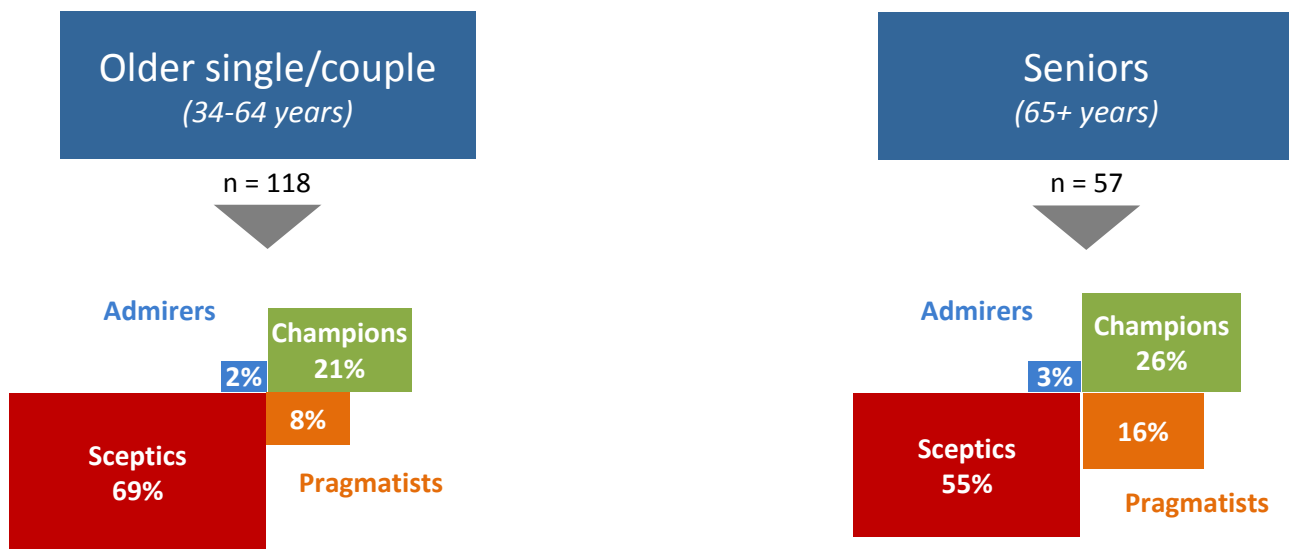 Older single/couple
(34-64 years)
n = 118
Admirers
Champions
21%
2%
8%
Sceptics
69%
Pragmatists
Seniors
(65+ years)
n = 57
Admirers
Champions
26%
3%
16%
Sceptics
55%
Pragmatists